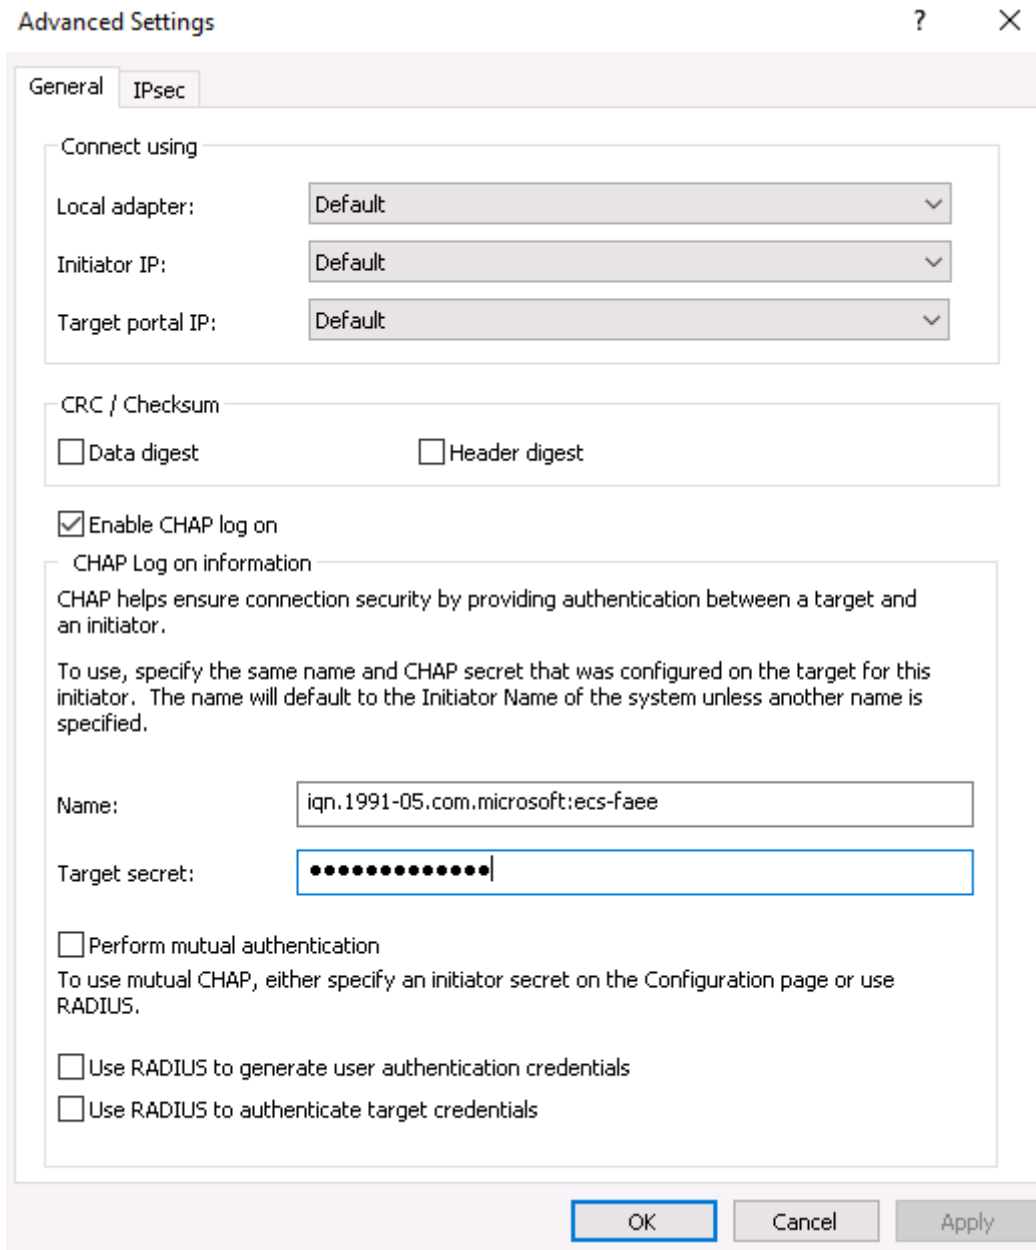 Advanced Settings
?
General
IPsec
Connect using
Local adapter:
Default
Initiator IP:
Default
Target portal IP:
Default
CRC / Checksum
Data digest
Header digest
Enable CHAP log on
CHAP Log on information
CHAP helps ensure connection security by providing authentication between a target and
an initiator.
To use, specify the same name and CHAP secret that was configured on the target for this
initiator.  The name will default to the Initiator Name of the system unless another name is
specified.
Name:
iqn.1991-05.com.microsoft:ecs-faee
Target secret:
●●●●●●●●●●●●●
Perform mutual authentication
To use mutual CHAP, either specify an initiator secret on the Configuration page or use
RADIUS.
Use RADIUS to generate user authentication credentials
Use RADIUS to authenticate target credentials
OK
Cancel
Apply